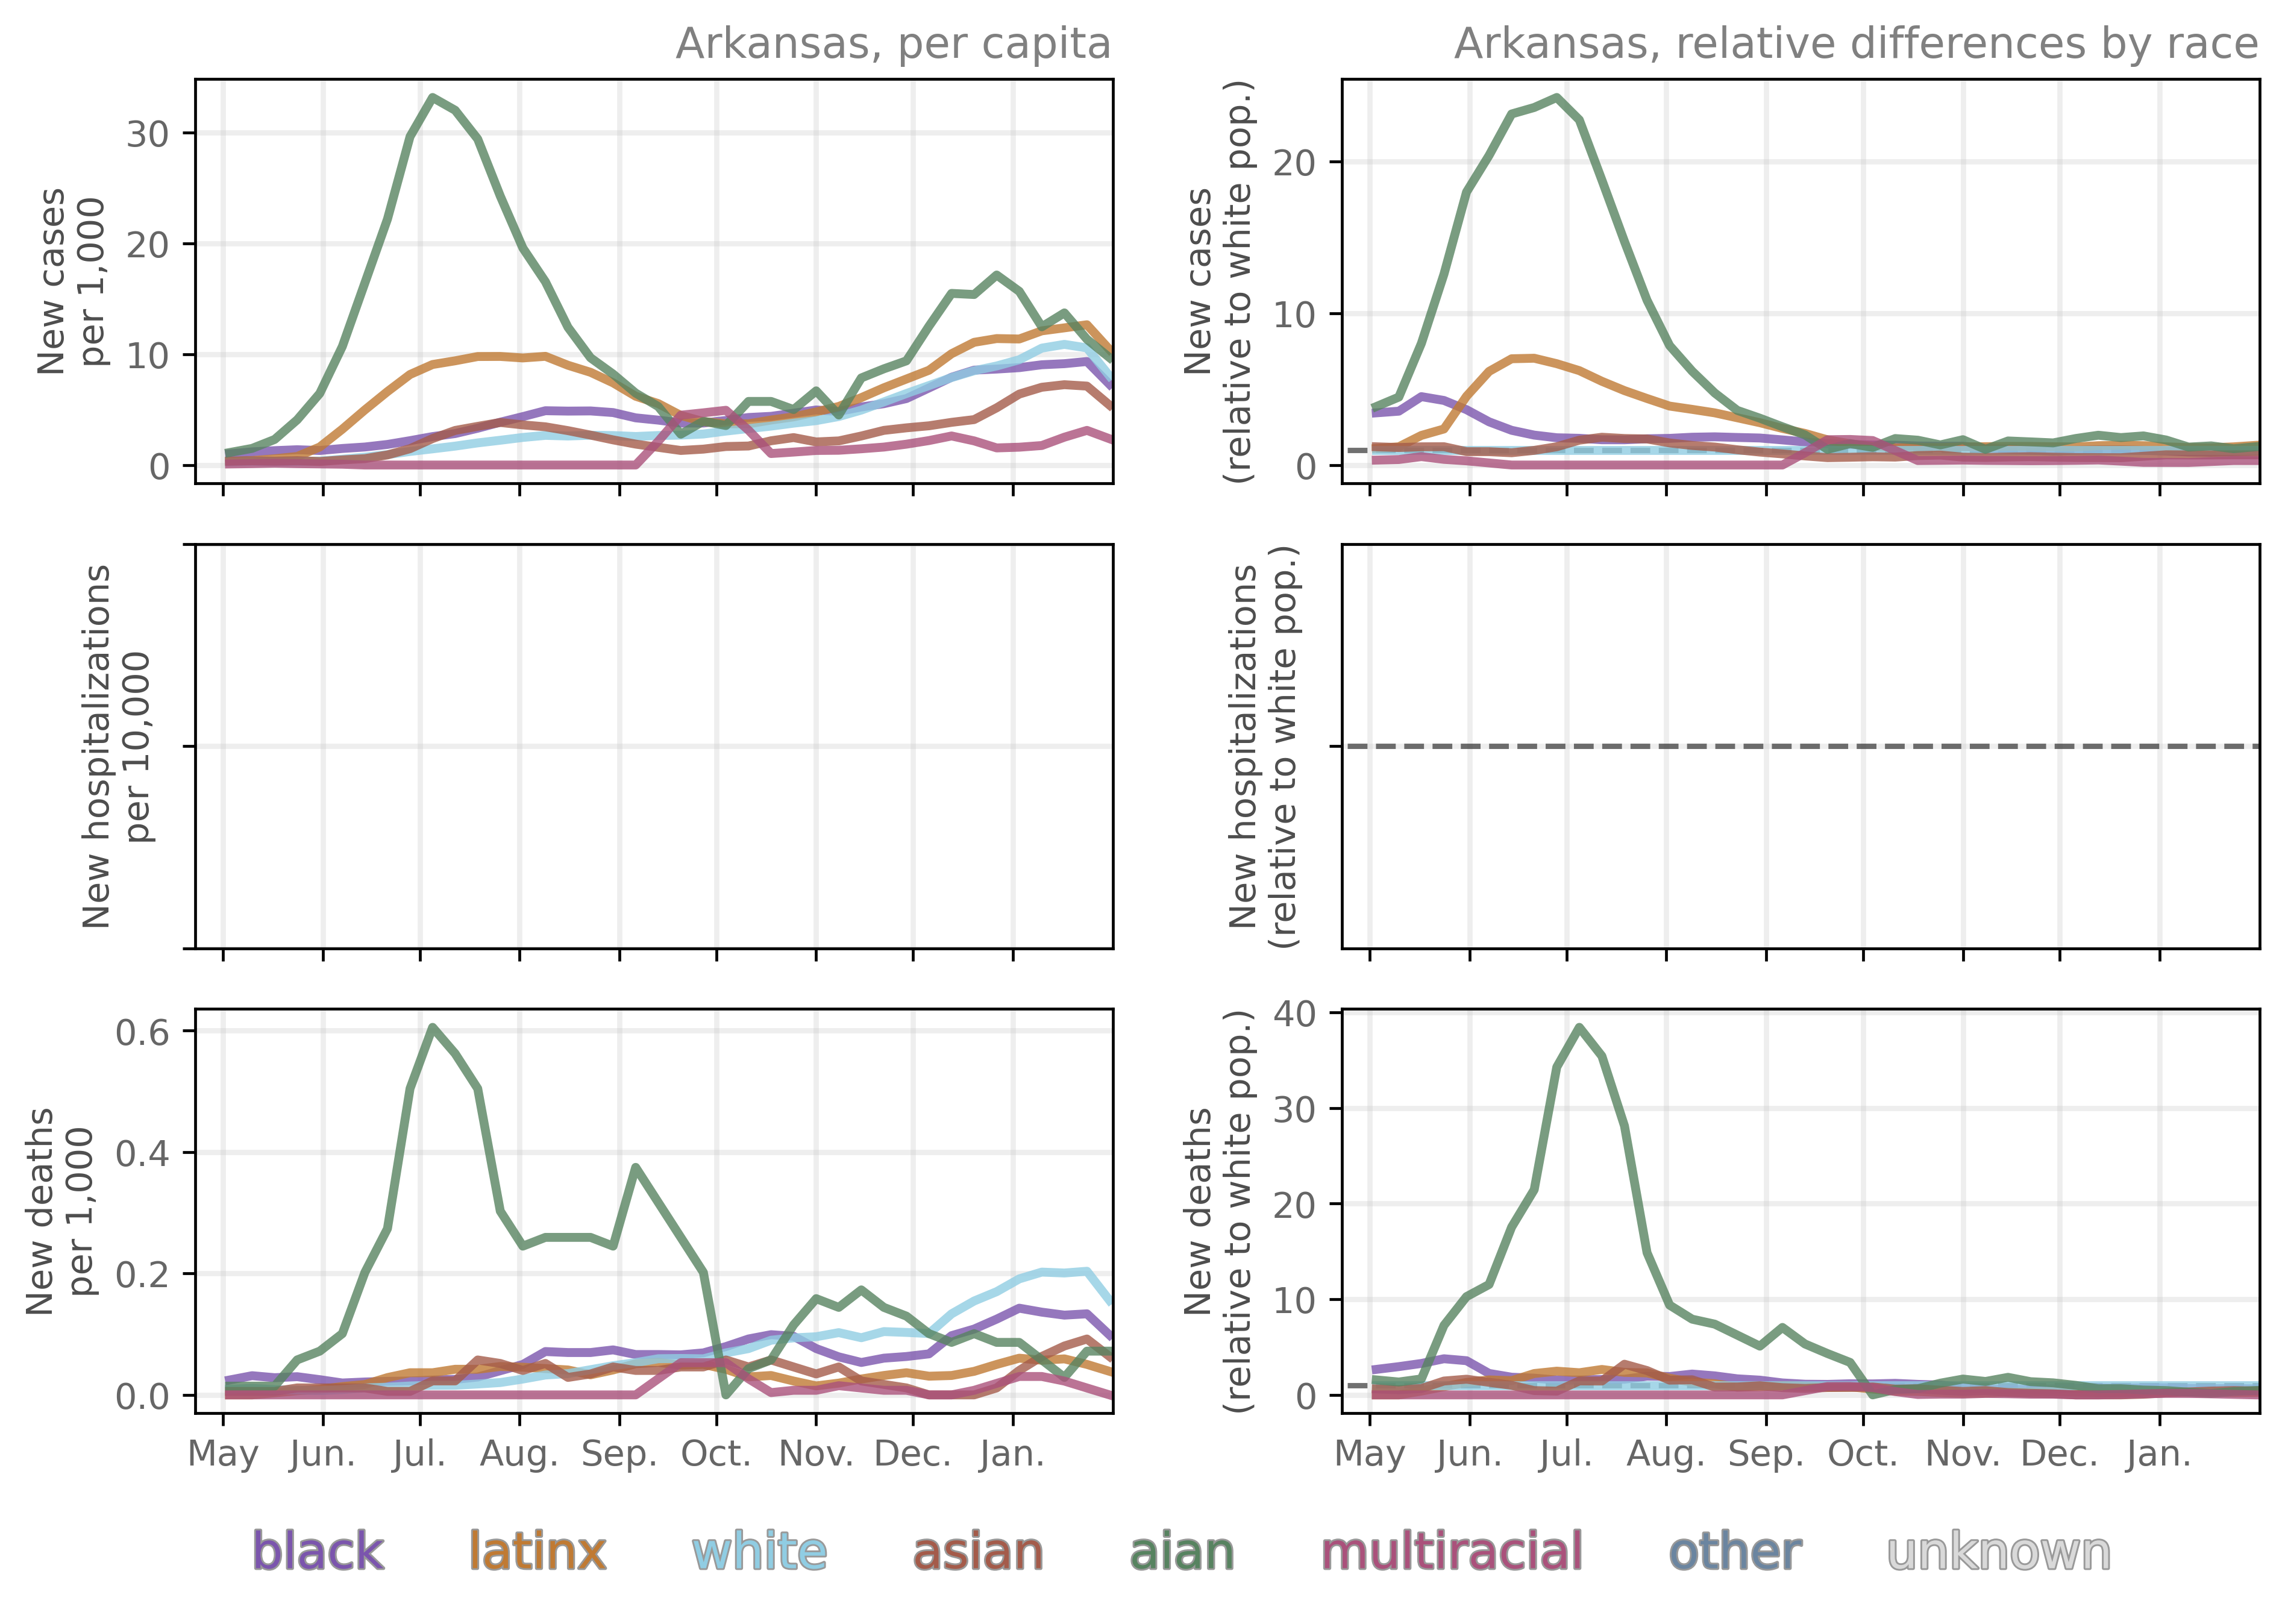 Arkansas, per capita
Arkansas, relative differences by race
New cases
per 1,000
30
20
10
0
New cases
(relative to white pop.)
20
10
0
New hospitalizations
per 10,000
New hospitalizations
(relative to white pop.)
New deaths
per 1,000
0.6
0.4
0.2
0.0
New deaths
(relative to white pop.)
40
30
20
10
0
May Jun. Jul. Aug. Sep. Oct. Nov. Dec. Jan.
May Jun. Jul. Aug. Sep. Oct. Nov. Dec. Jan.
black latinx white asian aian multiracial other unknown